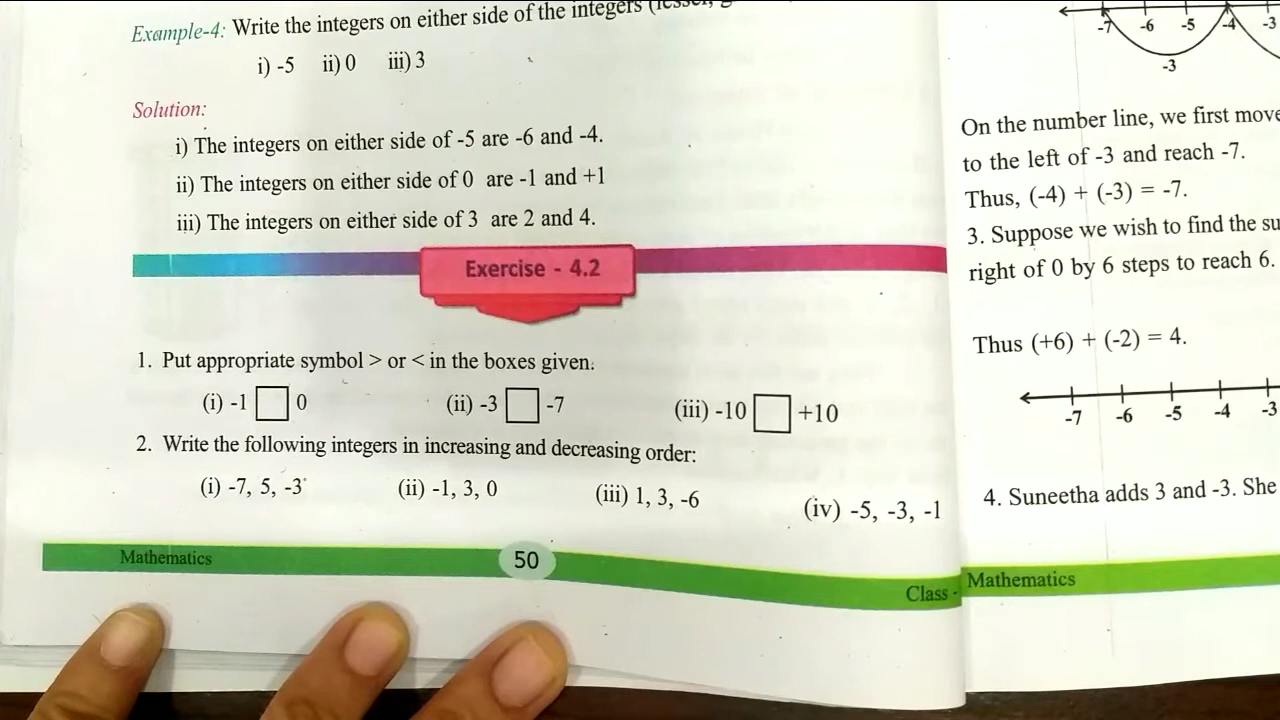 Example-4: Write the integers on either side of the integers
i) -5 ii) 0 iii) 3
Solution:
i) The integers on either side of -5 are -6 and -4.
ii) The integers on either side of 0 are -1 and +1
iii) The integers on either side of 3 are 2 and 4.
Exercise - 4.2
1. Put appropriate symbol > or < in the boxes given.
(i) -1 □ 0 (ii) -3 □ -7 (iii) -10 □ +10
2. Write the following integers in increasing and decreasing order:
(i) -7, 5, -3 (ii) -1, 3, 0 (iii) 1, 3, -6 (iv) -5, -3, -1
Mathematics 50 Class -
-7 -6 -5 -4 -3
-3
On the number line, we first move
to the left of -3 and reach -7.
Thus, (-4) + (-3) = -7.
3. Suppose we wish to find the su
right of 0 by 6 steps to reach 6.
Thus (+6) + (-2) = 4.
-7 -6 -5 -4 -3
4. Suneetha adds 3 and -3. She
Mathematics